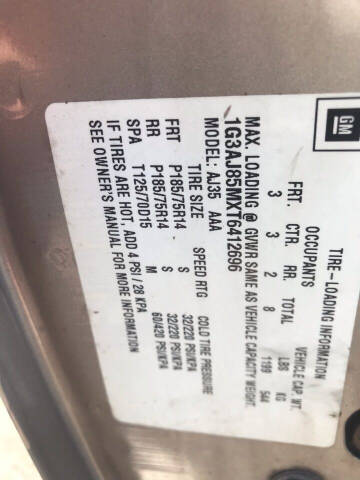 GM
TIRE-LOADING INFORMATION
OCCUPANTS VEHICLE CAP. WT.
FRT. CTR. RR. TOTAL LBS KG
3 3 2 8 1199 544
MAX. LOADING @ GVWR SAME AS VEHICLE CAPACITY WEIGHT.
1G3AJ85MXT6412696
MODEL: AJ35 AAA
TIRE SIZE SPEED RTG COLD TIRE PRESSURE
FRT P185/75R14 - S 32/220 PSI/KPA
RR P185/75R14 S 32/220 PSI/KPA
SPA T125/70D15 M 60/420 PSI/KPA
IF TIRES ARE HOT, ADD 4 PSI / 28 KPA
SEE OWNER'S MANUAL FOR MORE INFORMATION